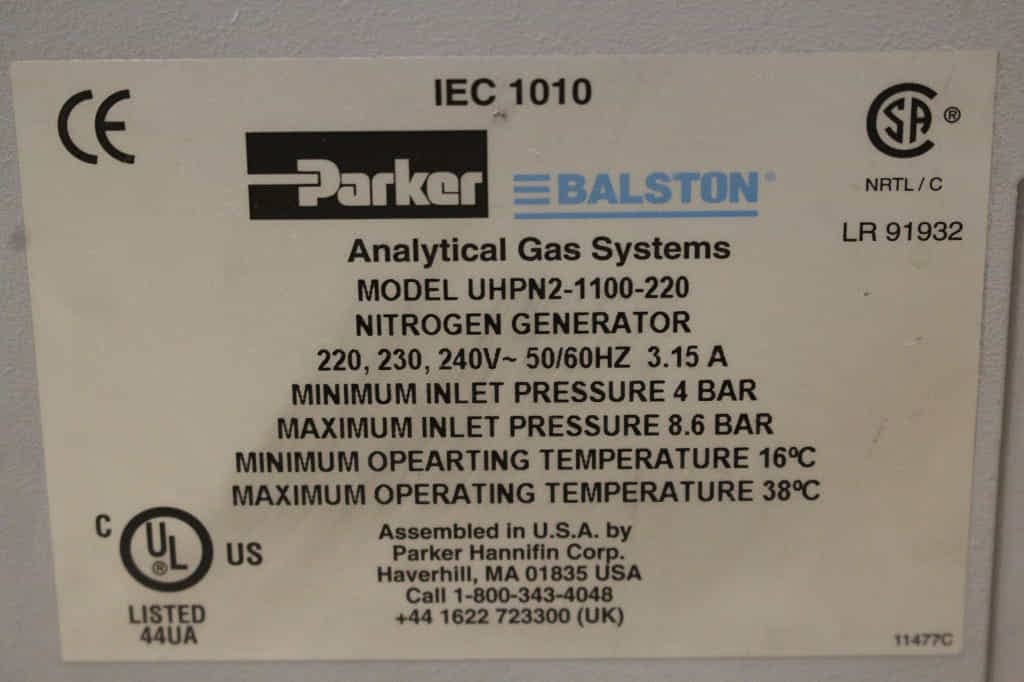 IEC 1010
CE
CSA ®
NRTL / C
LR 91932
Parker BALSTON®
Analytical Gas Systems
MODEL UHPN2-1100-220
NITROGEN GENERATOR
220, 230, 240V~ 50/60HZ 3.15 A
MINIMUM INLET PRESSURE 4 BAR
MAXIMUM INLET PRESSURE 8.6 BAR
MINIMUM OPEARTING TEMPERATURE 16ºC
MAXIMUM OPERATING TEMPERATURE 38ºC
C UL® US
LISTED
44UA
Assembled in U.S.A. by
Parker Hannifin Corp.
Haverhill, MA 01835 USA
Call 1-800-343-4048
+44 1622 723300 (UK)
11477C